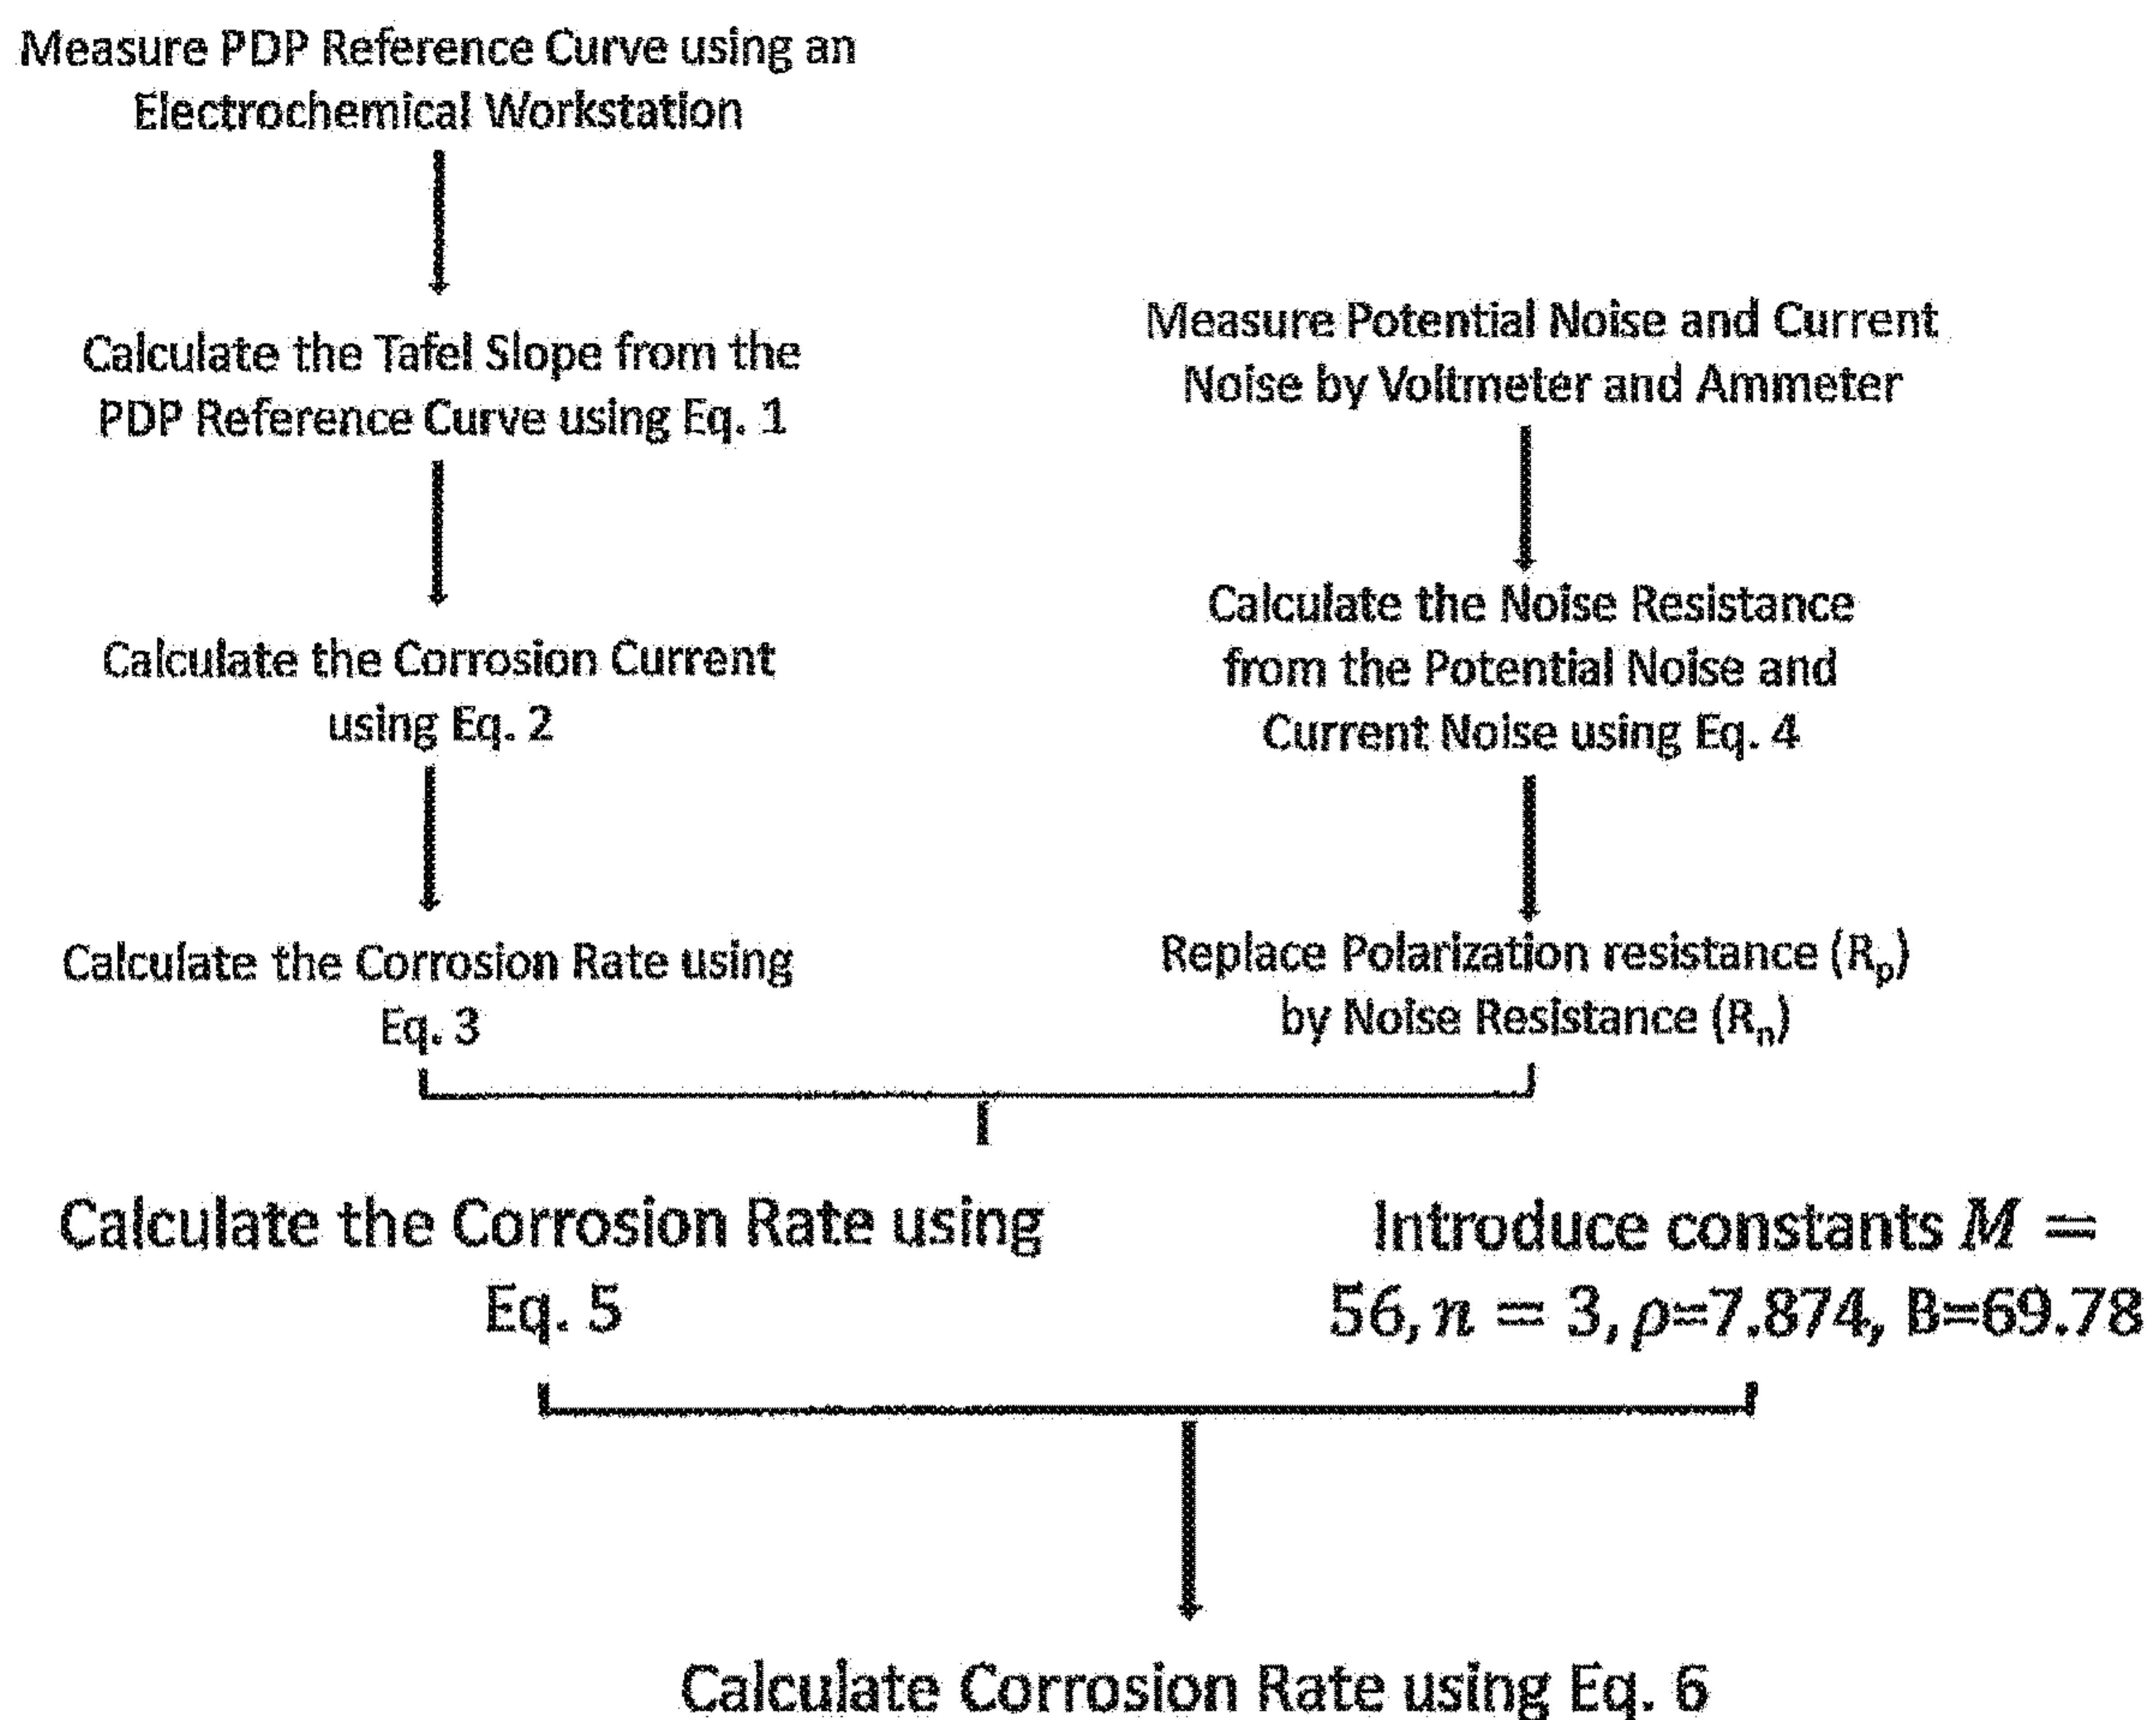 Measure PDP Reference Curve using an
Electrochemical Workstation
Calculate the Tafel Slope from the
PDP Reference Curve using Eq. 1
Calculate the Corrosion Current
using Eq. 2
Calculate the Corrosion Rate using
Eq. 3
Measure Potential Noise and Current
Noise by Voltmeter and Ammeter
Calculate the Noise Resistance
from the Potential Noise and
Current Noise using Eq. 4
Replace Polarization resistance (Rp)
by Noise Resistance (Rn)
Calculate the Corrosion Rate using
Eq. 5
Introduce constants M =
56, n = 3, ρ=7.874, B=69.78
Calculate Corrosion Rate using Eq. 6